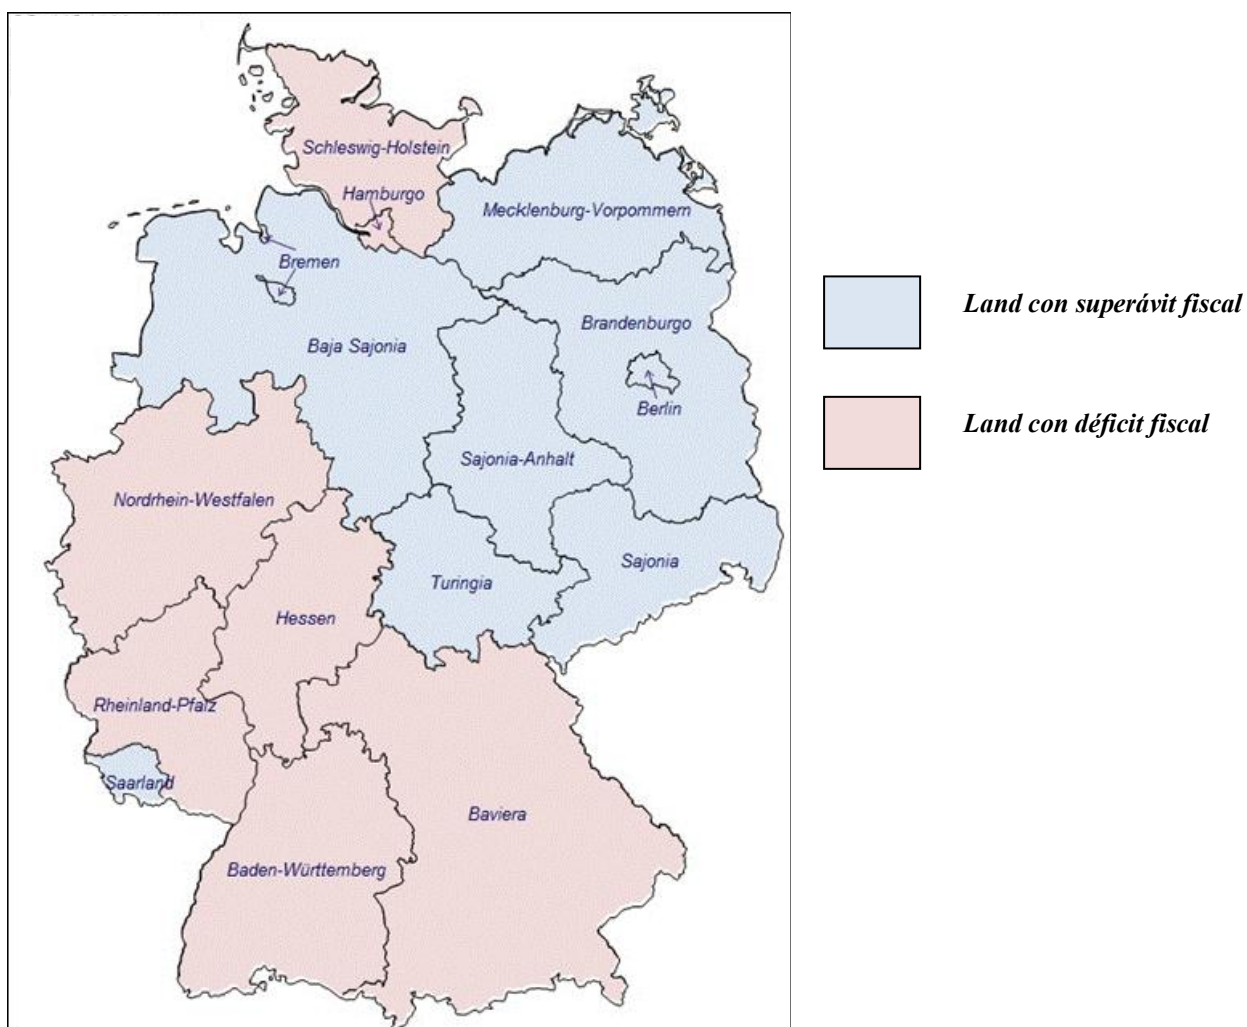 Schleswig-Holstein
Hamburgo
Mecklenburg-Vorpommern
Bremen
Brandenburgo
Baja Sajonia
Berlin
Sajonia-Anhalt
Nordrhein-Westfalen
Sajonia
Turingia
Hessen
Rheinland-Pfalz
Saarland
Baviera
Baden-Württemberg
Land con superávit fiscal
Land con déficit fiscal